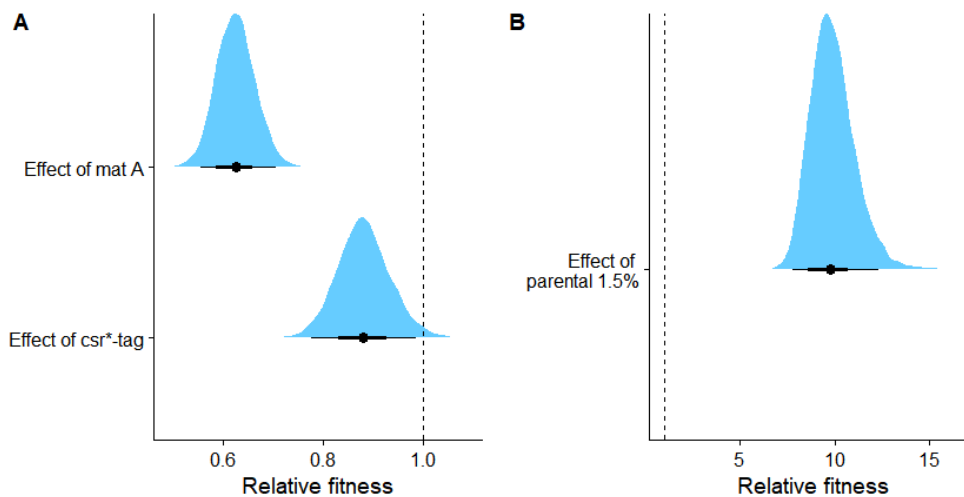 A
Effect of mat A
Effect of csr*-tag
0.6
0.8
1.0
Relative fitness
B
Effect of
parental 1.5%
5
10
15
Relative fitness